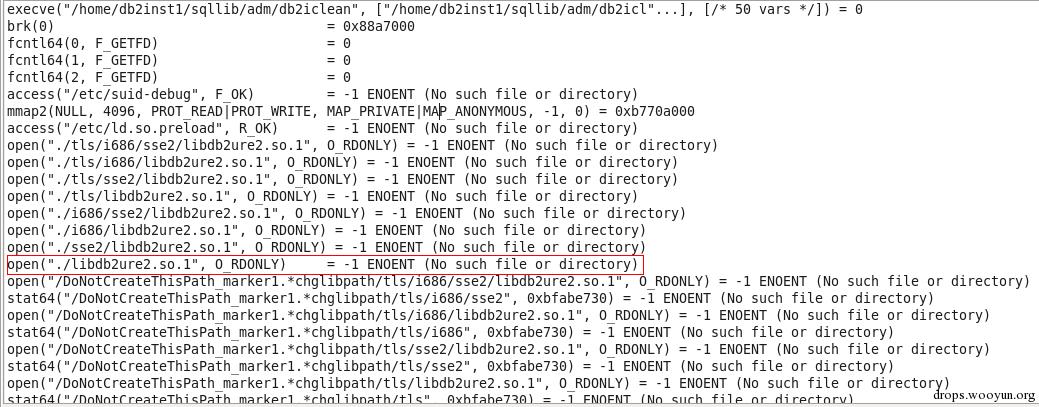 execve("/home/db2inst1/sqllib/adm/db2iclean", ["/home/db2inst1/sqllib/adm/db2icl"...], [/* 50 vars */]) = 0
brk(0)                                  = 0x88a7000
fcntl64(0, F_GETFD)                     = 0
fcntl64(1, F_GETFD)                     = 0
fcntl64(2, F_GETFD)                     = 0
access("/etc/suid-debug", F_OK)         = -1 ENOENT (No such file or directory)
mmap2(NULL, 4096, PROT_READ|PROT_WRITE, MAP_PRIVATE|MAP_ANONYMOUS, -1, 0) = 0xb770a000
access("/etc/ld.so.preload", R_OK)      = -1 ENOENT (No such file or directory)
open("./tls/i686/sse2/libdb2ure2.so.1", O_RDONLY) = -1 ENOENT (No such file or directory)
open("./tls/i686/libdb2ure2.so.1", O_RDONLY) = -1 ENOENT (No such file or directory)
open("./tls/sse2/libdb2ure2.so.1", O_RDONLY) = -1 ENOENT (No such file or directory)
open("./tls/libdb2ure2.so.1", O_RDONLY) = -1 ENOENT (No such file or directory)
open("./i686/sse2/libdb2ure2.so.1", O_RDONLY) = -1 ENOENT (No such file or directory)
open("./i686/libdb2ure2.so.1", O_RDONLY) = -1 ENOENT (No such file or directory)
open("./sse2/libdb2ure2.so.1", O_RDONLY) = -1 ENOENT (No such file or directory)
open("./libdb2ure2.so.1", O_RDONLY)     = -1 ENOENT (No such file or directory)
open("/DoNotCreateThisPath_marker1.*chglibpath/tls/i686/sse2/libdb2ure2.so.1", O_RDONLY) = -1 ENOENT (No such file or directory)
stat64("/DoNotCreateThisPath_marker1.*chglibpath/tls/i686/sse2", 0xbfabe730) = -1 ENOENT (No such file or directory)
open("/DoNotCreateThisPath_marker1.*chglibpath/tls/i686/libdb2ure2.so.1", O_RDONLY) = -1 ENOENT (No such file or directory)
stat64("/DoNotCreateThisPath_marker1.*chglibpath/tls/i686", 0xbfabe730) = -1 ENOENT (No such file or directory)
open("/DoNotCreateThisPath_marker1.*chglibpath/tls/sse2/libdb2ure2.so.1", O_RDONLY) = -1 ENOENT (No such file or directory)
stat64("/DoNotCreateThisPath_marker1.*chglibpath/tls/sse2", 0xbfabe730) = -1 ENOENT (No such file or directory)
open("/DoNotCreateThisPath_marker1.*chglibpath/tls/libdb2ure2.so.1", O_RDONLY) = -1 ENOENT (No such file or directory)
stat64("/DoNotCreateThisPath_marker1.*chglibpath/tls", 0xbfabe730) = -1 ENOENT (No such file or directory)
drops.wooyun.org